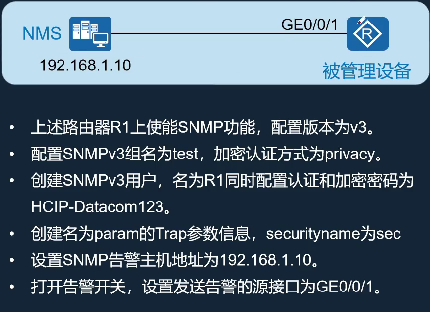 NMS
GE0/0/1
R
192.168.1.10
被管理设备
• 上述路由器R1上使能SNMP功能，配置版本为v3。
• 配置SNMPv3组名为test，加密认证方式为privacy。
• 创建SNMPv3用户，名为R1同时配置认证和加密密码为
HCIP-Datacom123。
• 创建名为param的Trap参数信息，securityname为sec
• 设置SNMP告警主机地址为192.168.1.10。
• 打开告警开关，设置发送告警的源接口为GE0/0/1。